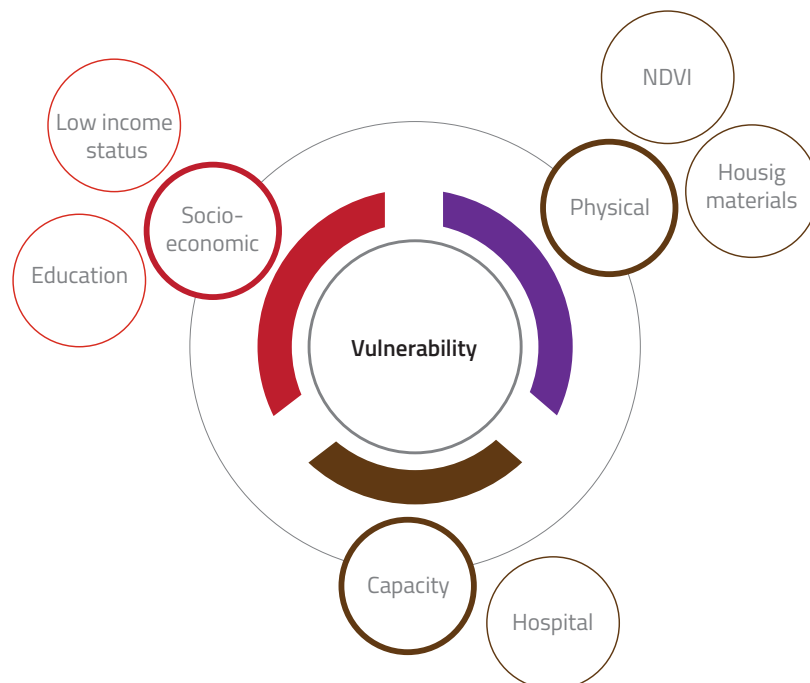 NDVI
Low income
status
Housig
materials
Physical
Socio-
economic
Education
Vulnerability
Capacity
Hospital